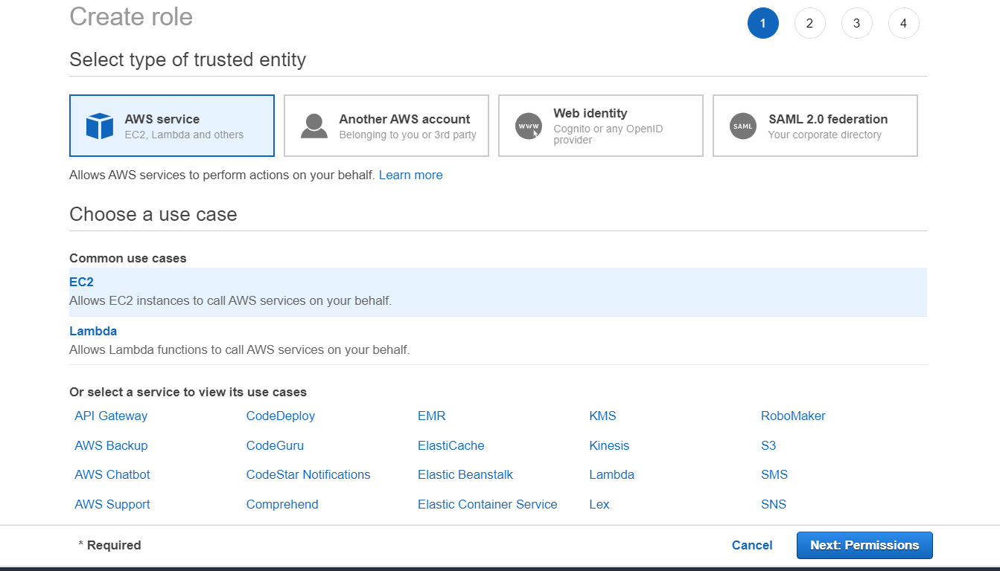 Create role
1 2 3 4
Select type of trusted entity
AWS service
EC2, Lambda and others
Another AWS account
Belonging to you or 3rd party
WWW
Web identity
Cognito or any OpenID
provider
SAML
SAML 2.0 federation
Your corporate directory
Allows AWS services to perform actions on your behalf. Learn more
Choose a use case
Common use cases
EC2
Allows EC2 instances to call AWS services on your behalf.
Lambda
Allows Lambda functions to call AWS services on your behalf.
Or select a service to view its use cases
API Gateway CodeDeploy EMR KMS RoboMaker
AWS Backup CodeGuru ElastiCache Kinesis S3
AWS Chatbot CodeStar Notifications Elastic Beanstalk Lambda SMS
AWS Support Comprehend Elastic Container Service Lex SNS
* Required Cancel Next: Permissions